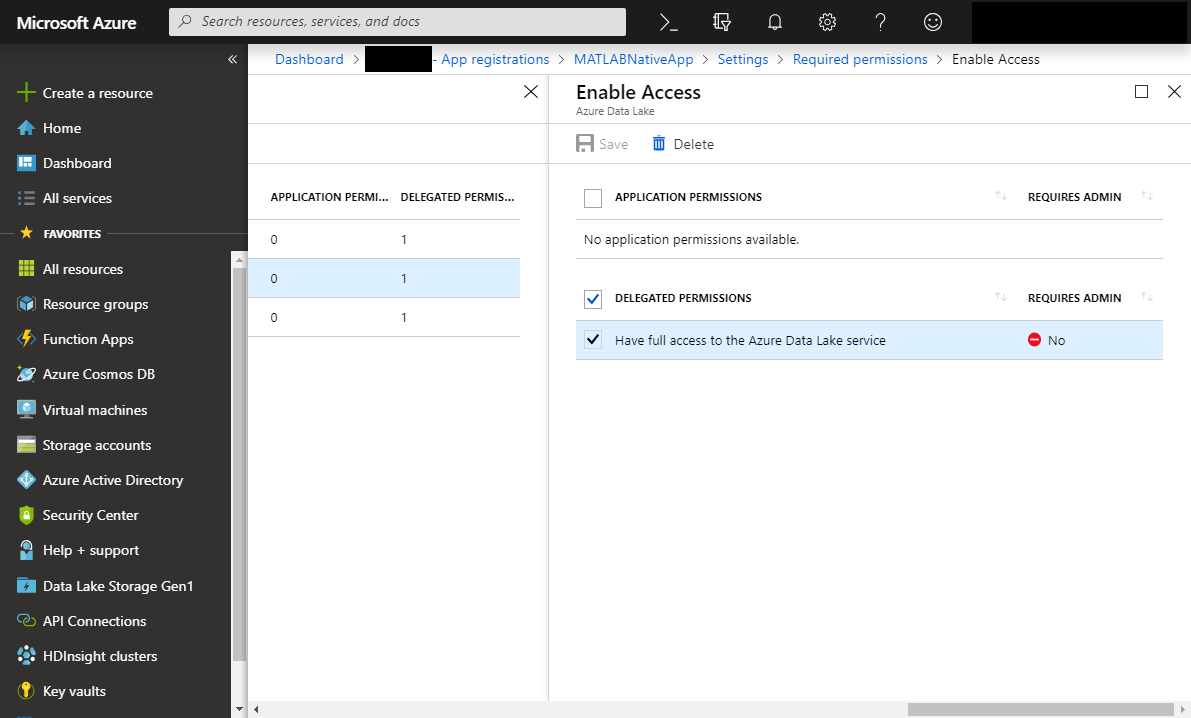 Microsoft Azure
Search resources, services, and docs
Dashboard > - App registrations > MATLABNativeApp > Settings > Required permissions > Enable Access
«
Create a resource
Home
Dashboard
All services
FAVORITES
All resources
Resource groups
Function Apps
Azure Cosmos DB
Virtual machines
Storage accounts
Azure Active Directory
Security Center
Help + support
Data Lake Storage Gen1
API Connections
HDInsight clusters
Key vaults
APPLICATION PERMI... DELEGATED PERMIS...
0 1
0 1
0 1
Enable Access
Azure Data Lake
Save Delete
APPLICATION PERMISSIONS REQUIRES ADMIN
No application permissions available.
DELEGATED PERMISSIONS REQUIRES ADMIN
Have full access to the Azure Data Lake service No